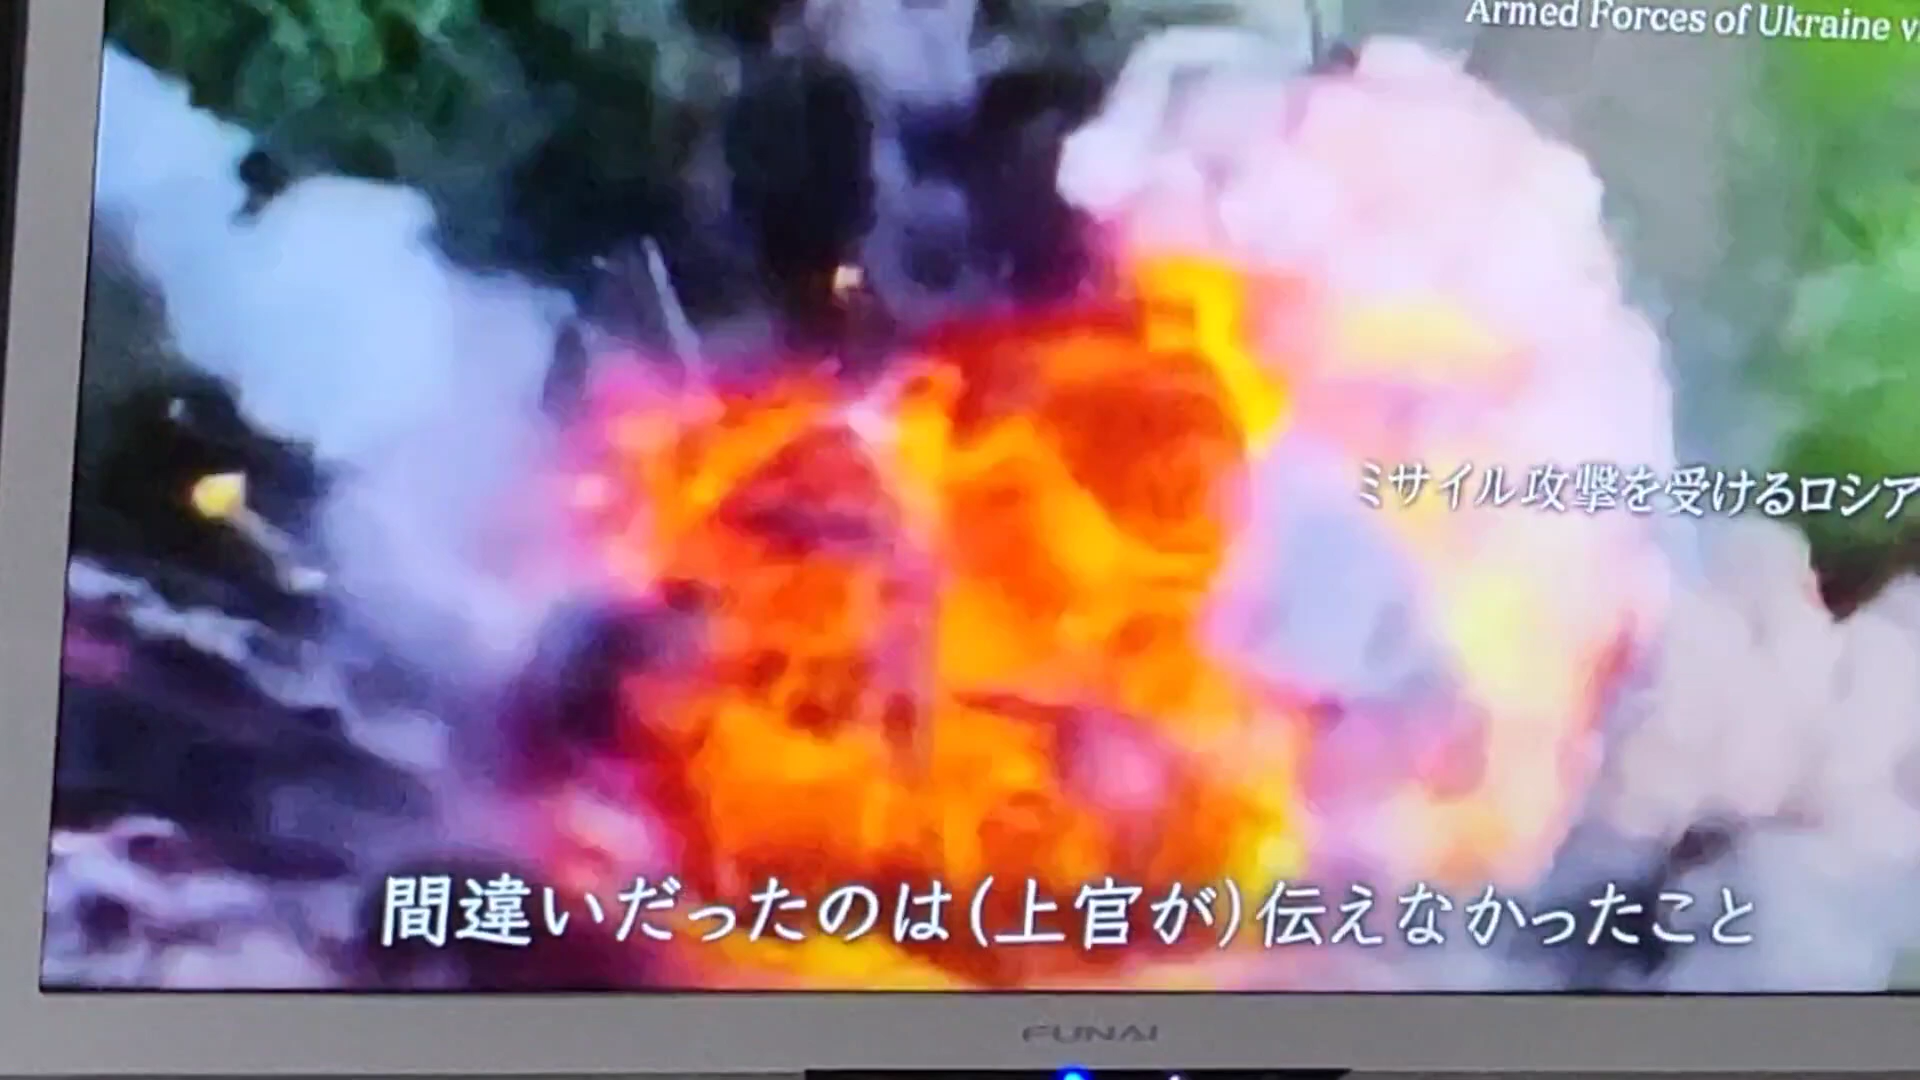 Armed Forces of Ukraine
ミサイル攻撃を受けるロシア
間違いだったのは(上官が)伝えなかったこと
FUNAI